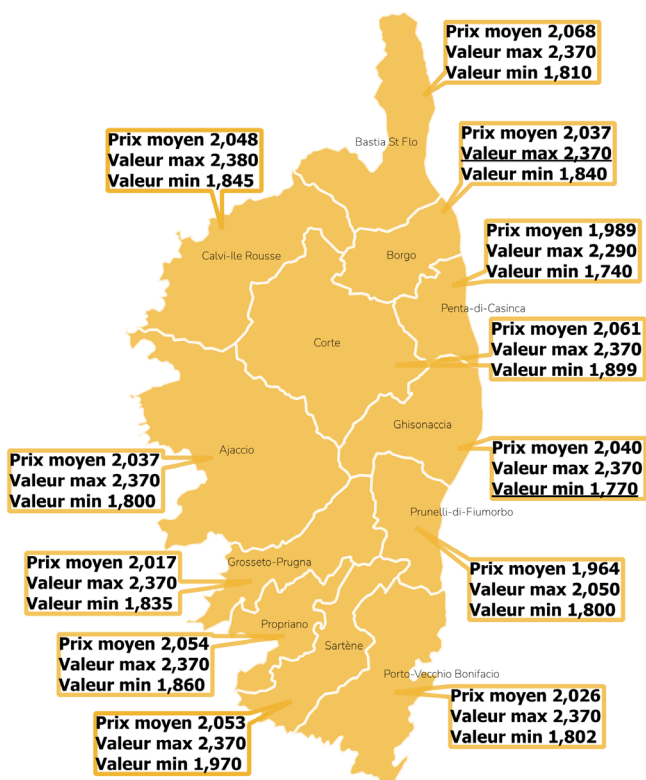 Prix moyen 2,068
Valeur max 2,370
Valeur min 1,810
Bastia St Flo
Prix moyen 2,037
Valeur max 2,370
Valeur min 1,840
Prix moyen 2,048
Valeur max 2,380
Valeur min 1,845
Calvi-Ile Rousse
Borgo
Prix moyen 1,989
Valeur max 2,290
Valeur min 1,740
Penta-di-Casinca
Prix moyen 2,061
Valeur max 2,370
Valeur min 1,899
Corte
Ghisonaccia
Prix moyen 2,040
Valeur max 2,370
Valeur min 1,770
Ajaccio
Prix moyen 2,037
Valeur max 2,370
Valeur min 1,800
Prunelli-di-Fiumorbo
Prix moyen 1,964
Valeur max 2,050
Valeur min 1,800
Grosseto-Prugna
Prix moyen 2,017
Valeur max 2,370
Valeur min 1,835
Propriano
Prix moyen 2,054
Valeur max 2,370
Valeur min 1,860
Sartène
Porto-Vecchio Bonifacio
Prix moyen 2,026
Valeur max 2,370
Valeur min 1,802
Prix moyen 2,053
Valeur max 2,370
Valeur min 1,970